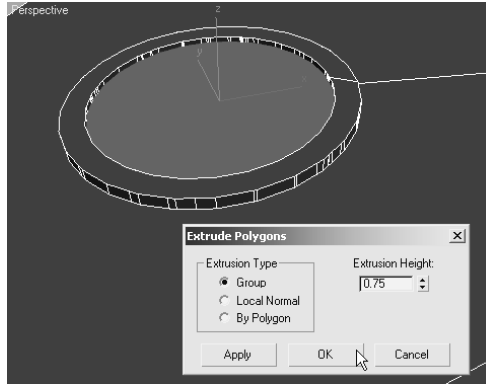 Perspective
z
y
x
Extrude Polygons
Extrusion Type
Extrusion Height:
Group
0.75
Local Normal
By Polygon
Apply OK Cancel